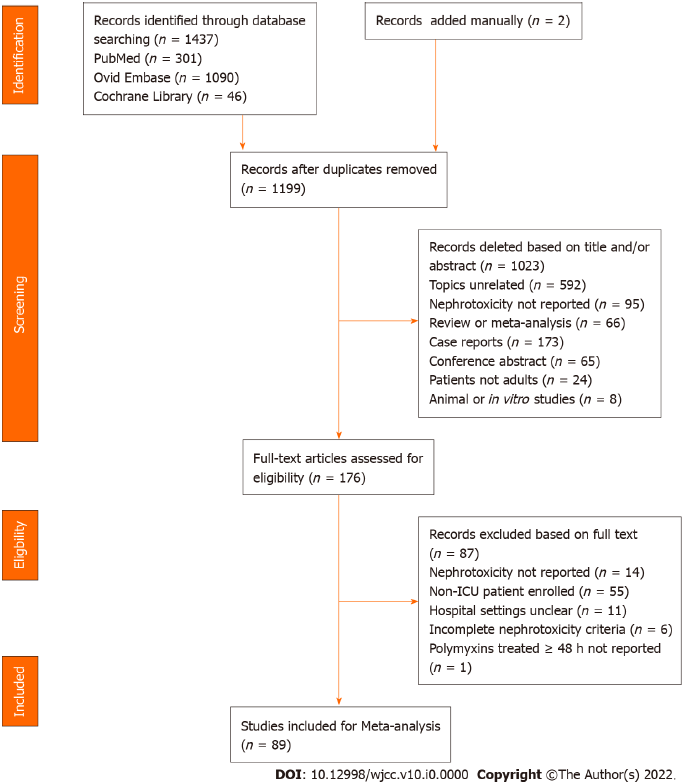 Identification
Records identified through database
searching (n = 1437)
PubMed (n = 301)
Ovid Embase (n = 1090)
Cochrane Library (n = 46)
Records added manually (n = 2)
Screening
Records after duplicates removed
(n = 1199)
Records deleted based on title and/or
abstract (n = 1023)
Topics unrelated (n = 592)
Nephrotoxicity not reported (n = 95)
Review or meta-analysis (n = 66)
Case reports (n = 173)
Conference abstract (n = 65)
Patients not adults (n = 24)
Animal or in vitro studies (n = 8)
Full-text articles assessed for
eligibility (n = 176)
Eligbility
Records excluded based on full text
(n = 87)
Nephrotoxicity not reported (n = 14)
Non-ICU patient enrolled (n = 55)
Hospital settings unclear (n = 11)
Incomplete nephrotoxicity criteria (n = 6)
Polymyxins treated ≥ 48 h not reported
(n = 1)
Included
Studies included for Meta-analysis
(n = 89)
DOI: 10.12998/wjcc.v10.i0.0000 Copyright ©The Author(s) 2022.